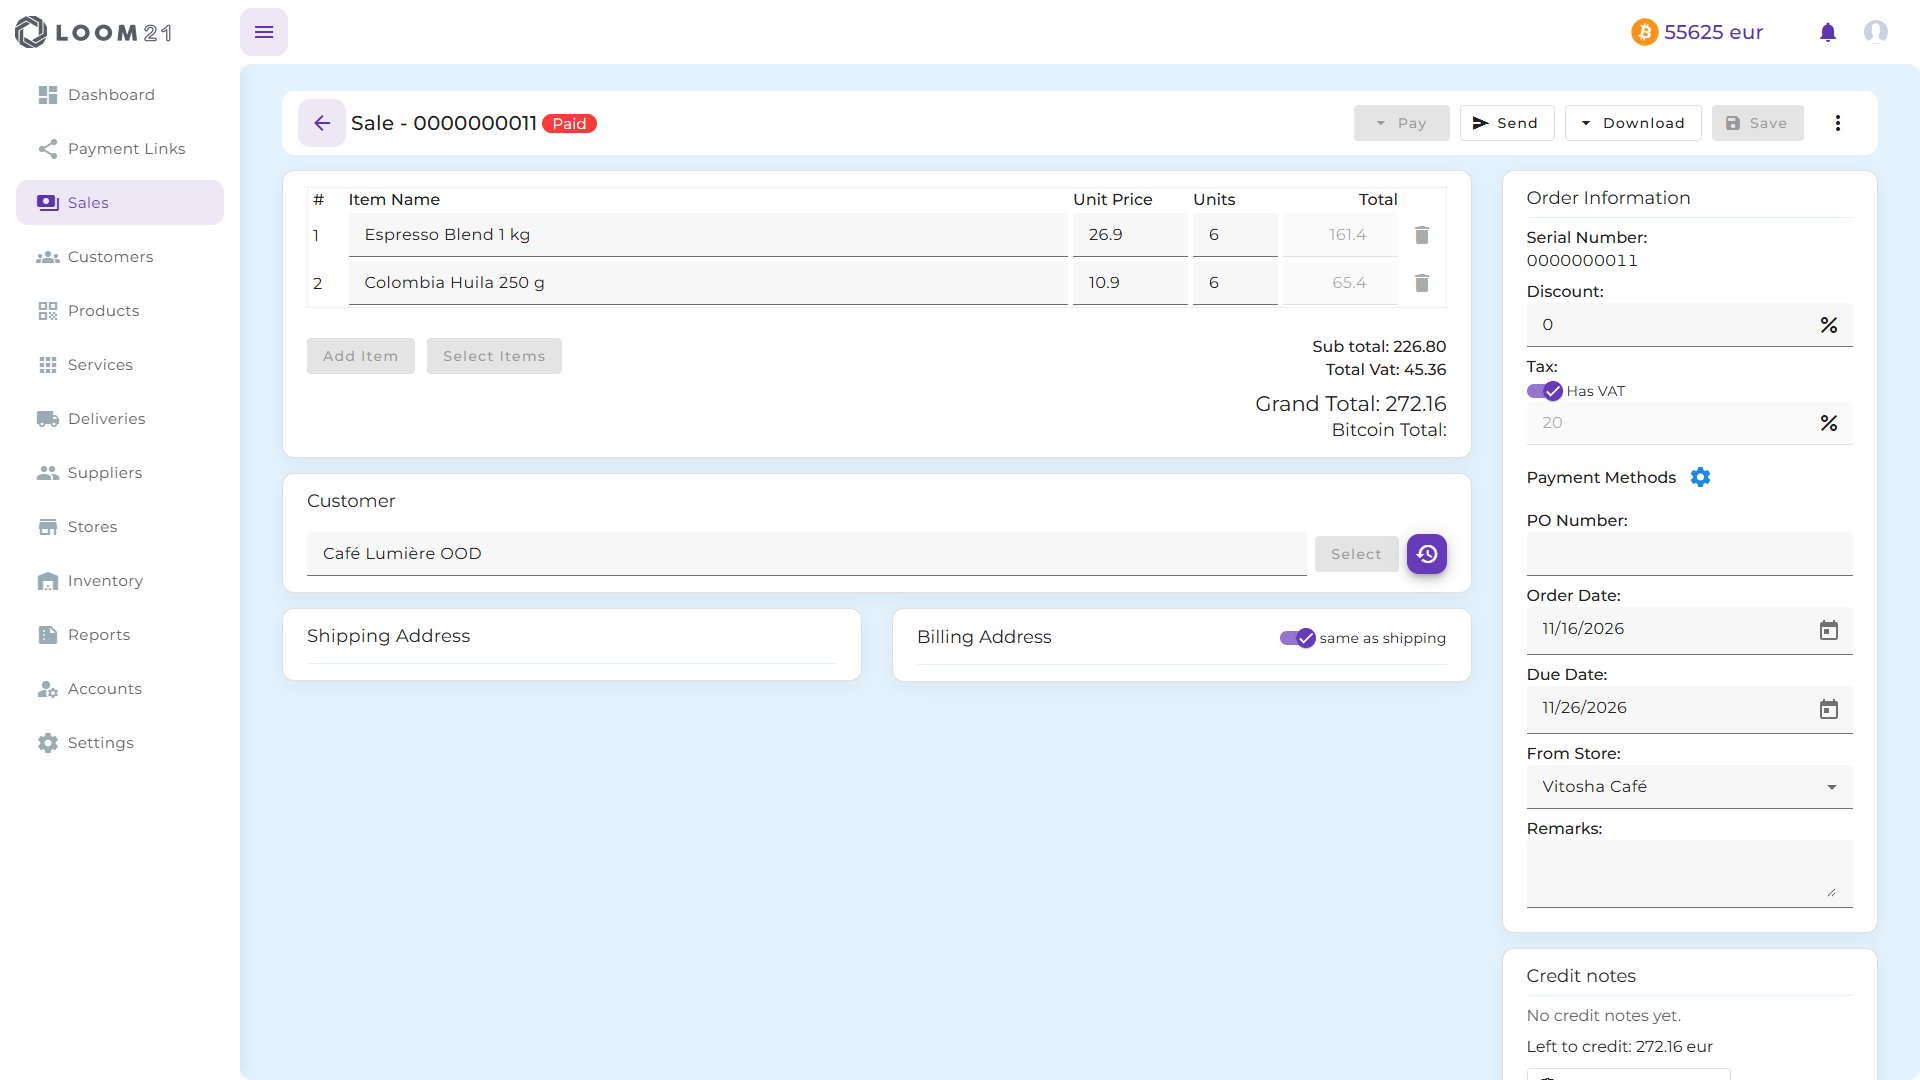 LOOM21
55625 eur
Dashboard
Payment Links
Sales
Customers
Products
Services
Deliveries
Suppliers
Stores
Inventory
Reports
Accounts
Settings
Sale - 0000000011 Paid
Pay
Send
Download
Save
# Item Name Unit Price Units Total
1 Espresso Blend 1 kg 26.9 6 161.4
2 Colombia Huila 250 g 10.9 6 65.4
Add Item Select Items
Sub total: 226.80
Total Vat: 45.36
Grand Total: 272.16
Bitcoin Total:
Customer
Café Lumière OOD
Select
Shipping Address
Billing Address
same as shipping
Order Information
Serial Number:
0000000011
Discount:
0 %
Tax:
Has VAT
20 %
Payment Methods
PO Number:
Order Date:
11/16/2026
Due Date:
11/26/2026
From Store:
Vitosha Café
Remarks:
Credit notes
No credit notes yet.
Left to credit: 272.16 eur